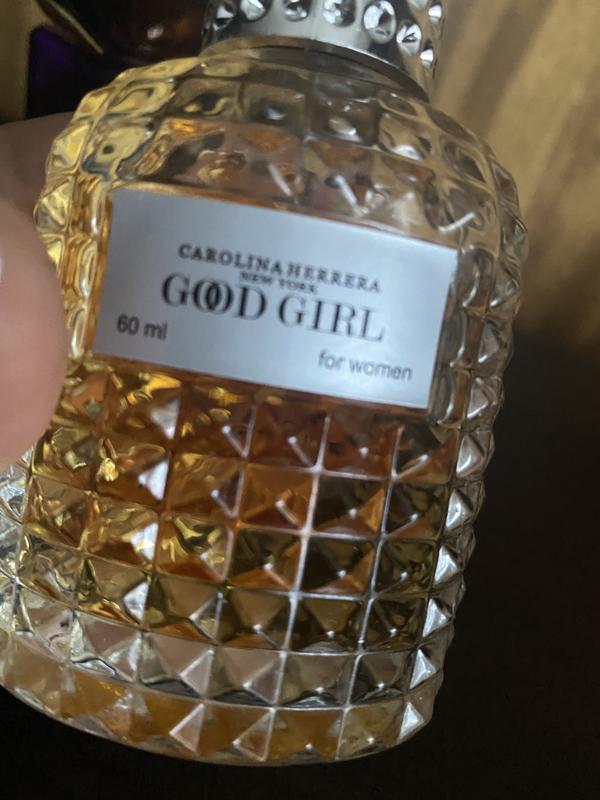 CAROLINA HERRERA
NEW YORK
GOOD GIRL
60 ml
for women